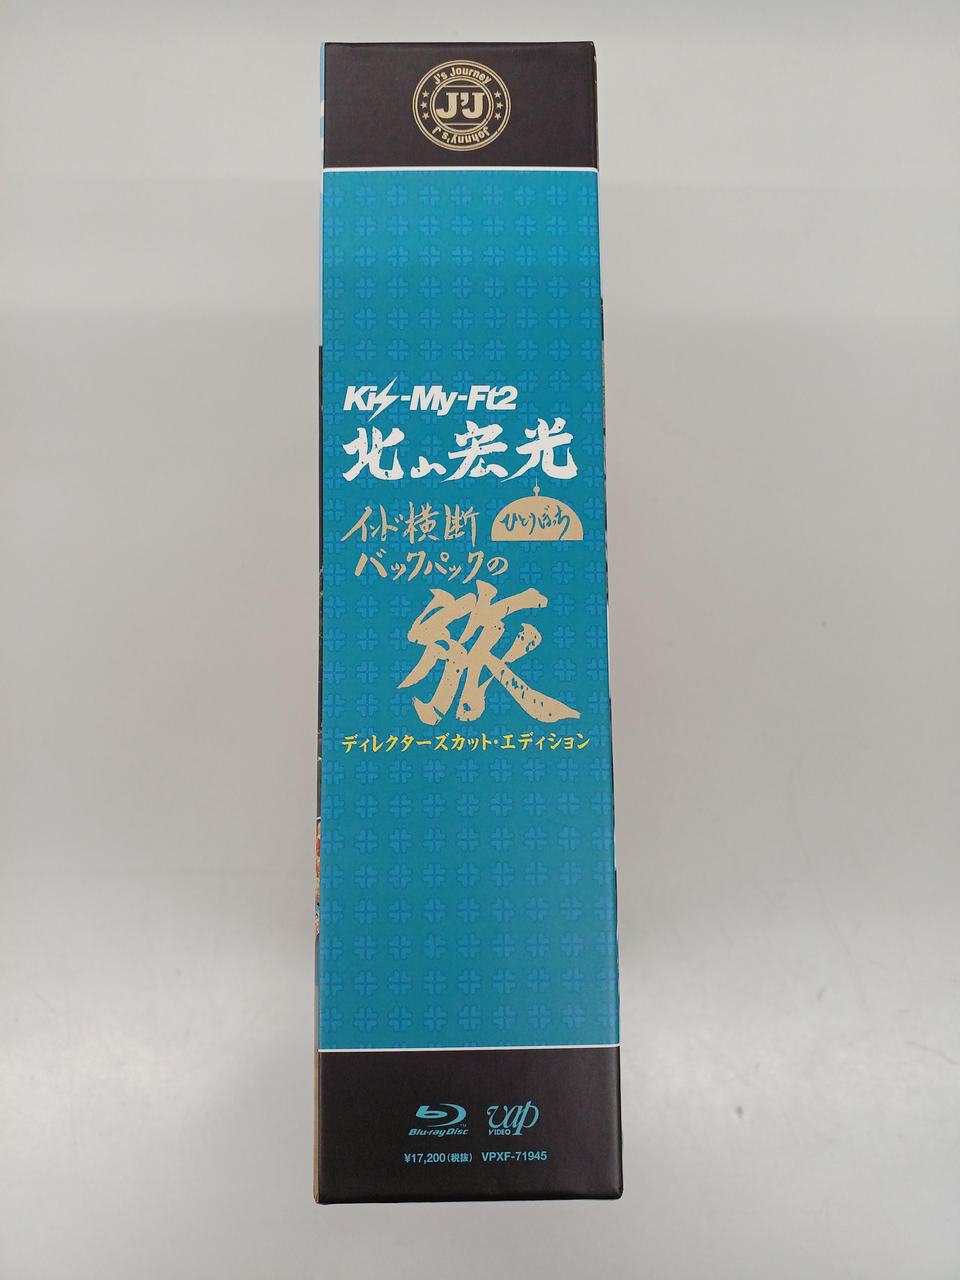 J's Journey
J'J
Johnny's J
Kis-My-Ft2
北山宏光
インド横断 ひとりぼっち
バックパックの
旅
ディレクターズカット・エディション
Blu-ray Disc™ vap VIDEO
¥17,200(税抜) VPXF-71945